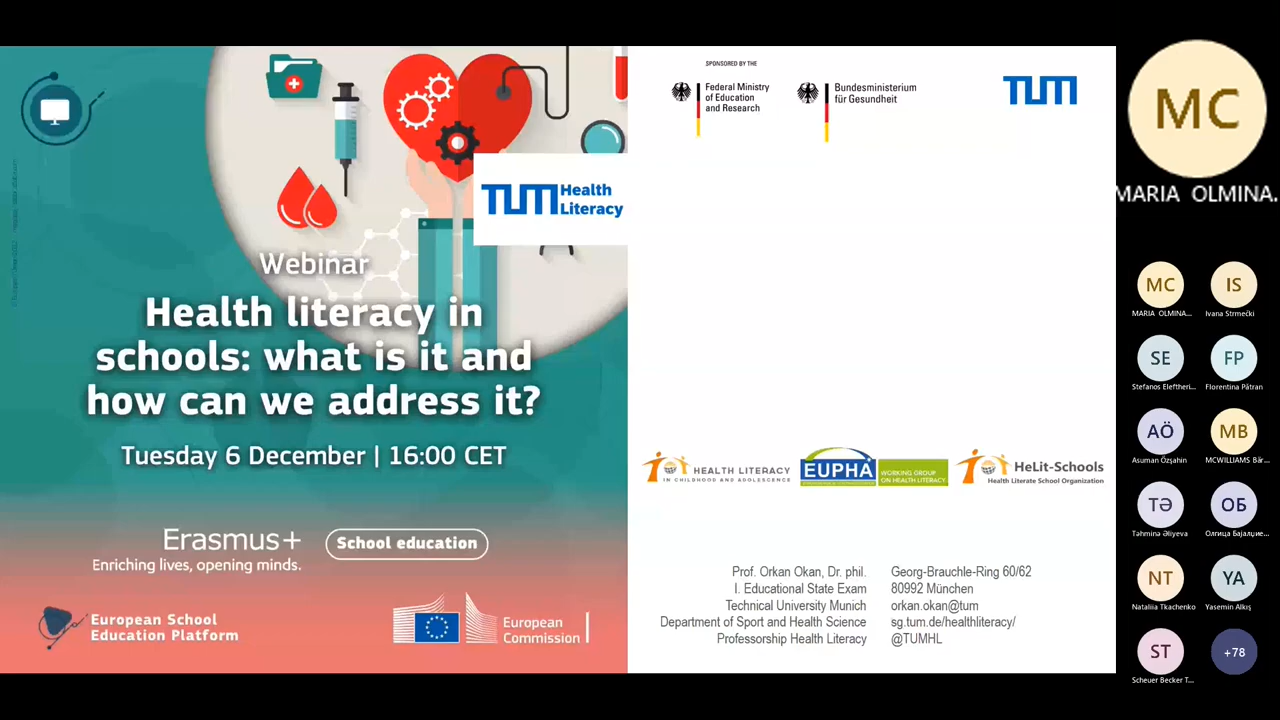 TUM Health
Literacy
Webinar
Health literacy in
schools: what is it and
how can we address it?
Tuesday 6 December | 16:00 CET
Erasmus+
Enriching lives, opening minds.
School education
European School
Education Platform
European
Commission
SPONSORED BY THE
Federal Ministry
of Education
and Research
Bundesministerium
für Gesundheit
TUM
HEALTH LITERACY
IN CHILDHOOD AND ADOLESCENCE
EUPHA
WORKING GROUP
ON HEALTH LITERACY
HeLit-Schools
Health Literate School Organization
Prof. Orkan Okan, Dr. phil.
I. Educational State Exam
Technical University Munich
Department of Sport and Health Science
Professorship Health Literacy
Georg-Brauchle-Ring 60/62
80992 München
orkan.okan@tum
sg.tum.de/healthliteracy/
@TUMHL
MC
MARIA OLMINA.
MC
MARIA OLMINA...
IS
Ivana Strmečki
SE
Stefanos Eleftheri...
FP
Florentina Pătran
AÖ
Asuman Özşahin
MB
MCWILLIAMS Bär...
TƏ
Təhminə Əliyeva
ОБ
Олгица Бајалџие...
NT
Nataliia Tkachenko
YA
Yasemin Alkış
ST
Scheuer Becker T...
+78